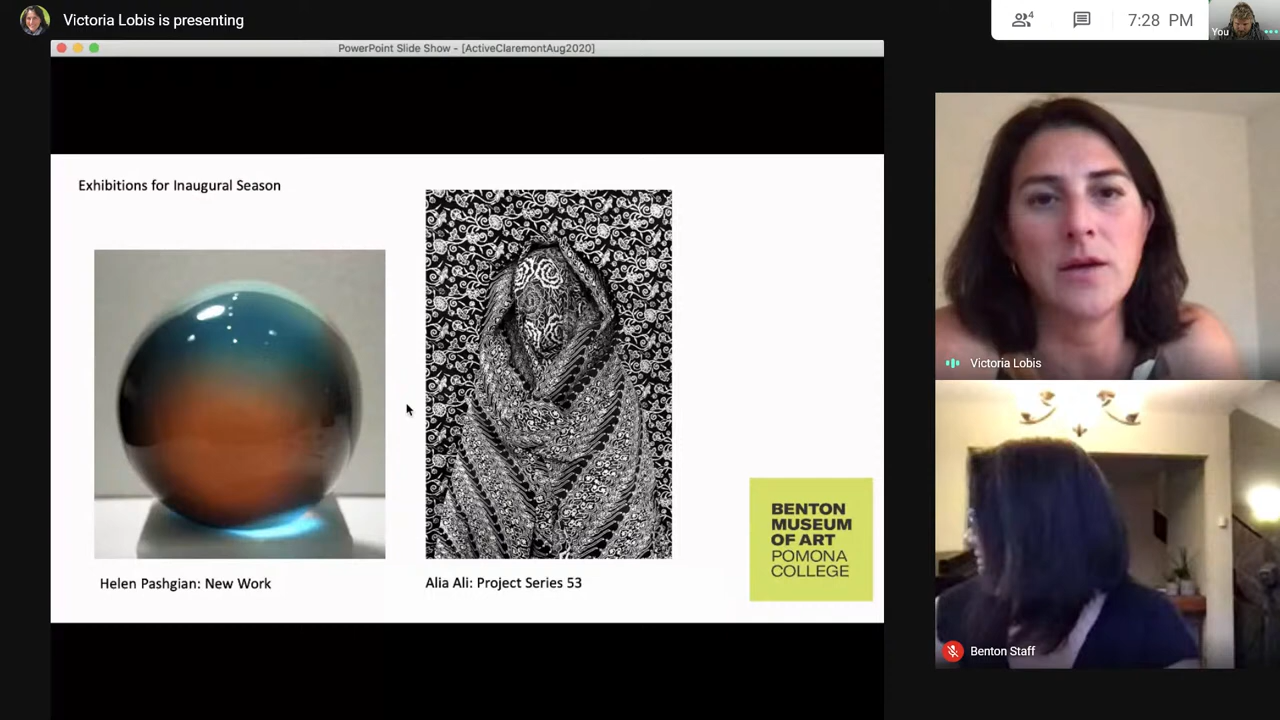 Victoria Lobis is presenting
4
7:28 PM
You
PowerPoint Slide Show - [ActiveClaremontAug2020]
Exhibitions for Inaugural Season
Helen Pashgian: New Work
Alia Ali: Project Series 53
BENTON
MUSEUM
OF ART
POMONA
COLLEGE
Victoria Lobis
Benton Staff